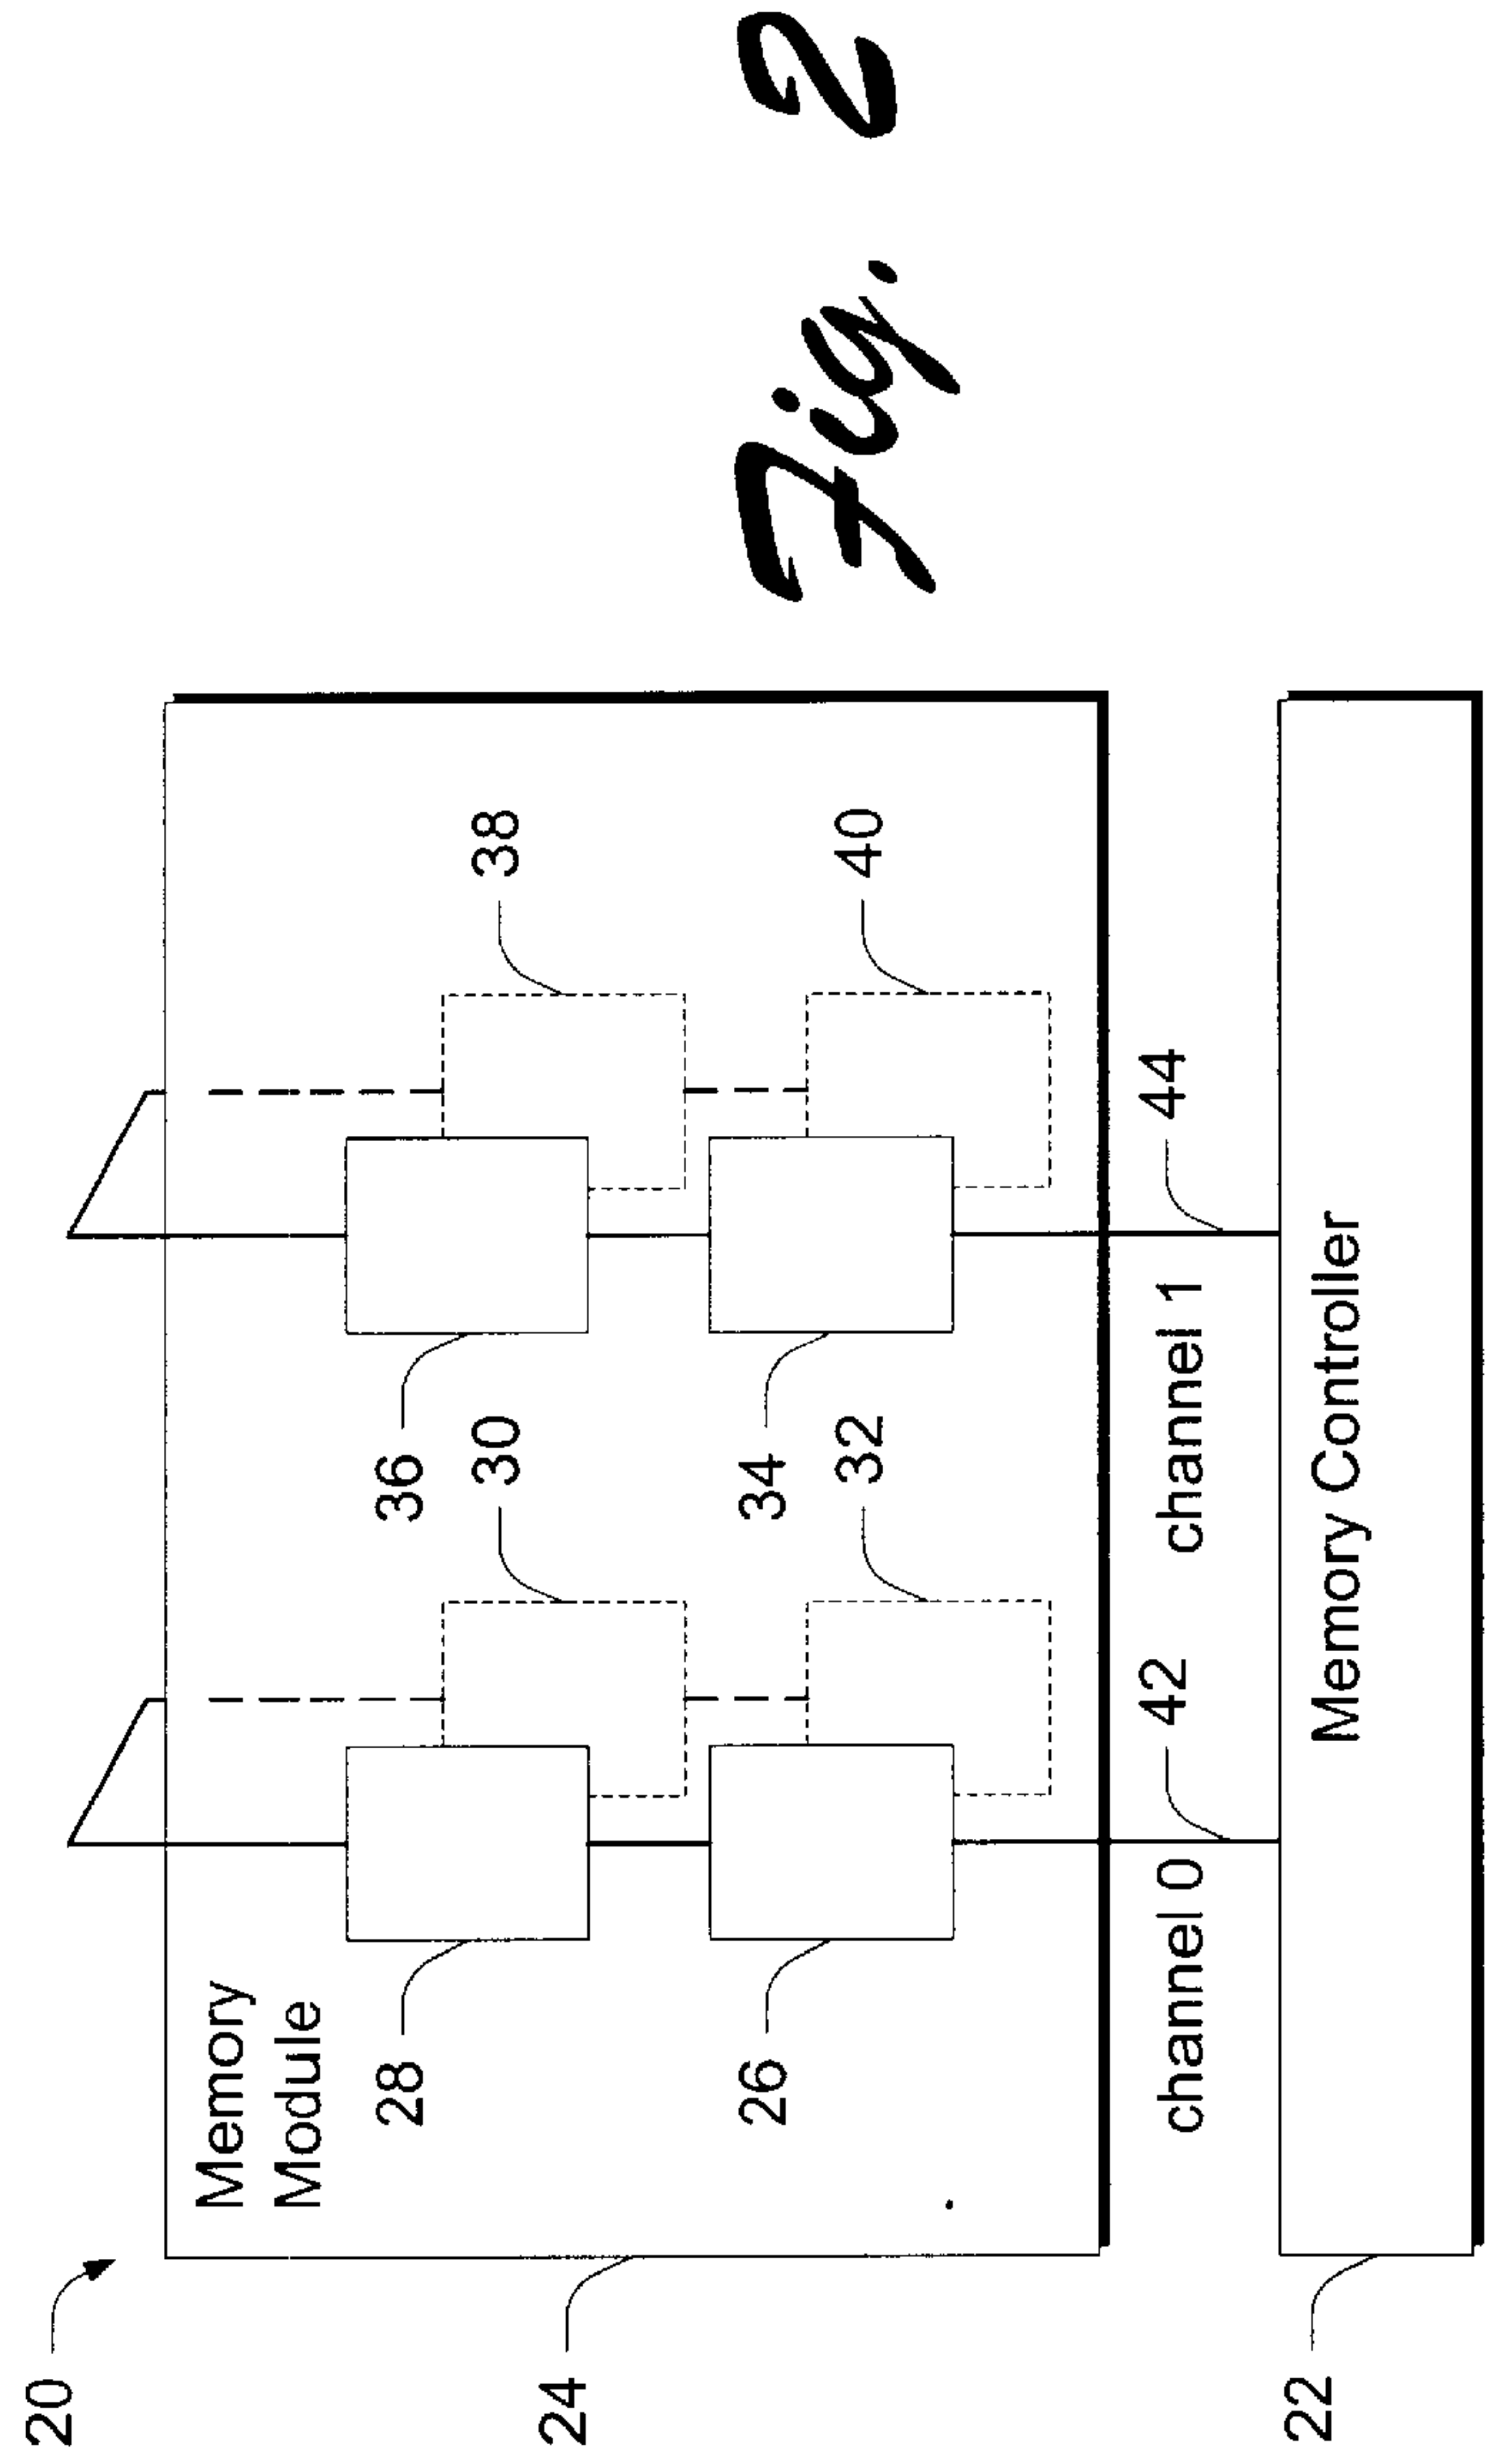 20
Memory
Module
28
36
30
38
26
34
32
40
24
channel 0
42
channel 1
44
Memory Controller
22
Fig. 2